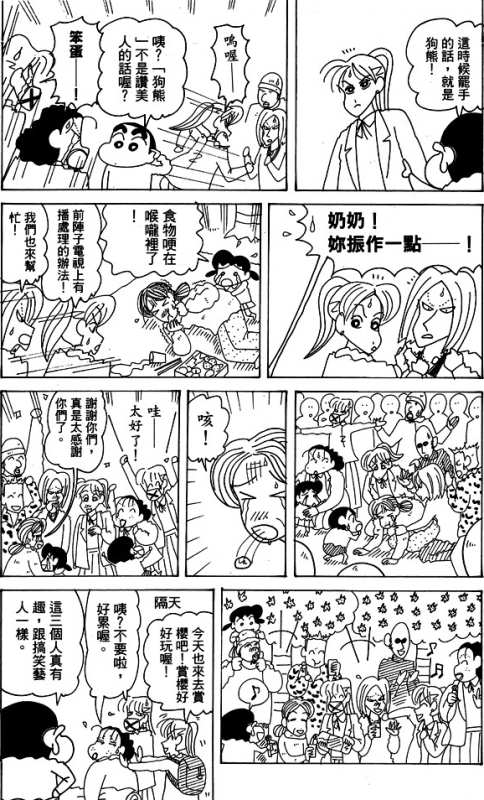 這時候罷手
的話，就是
狗熊！
嗚喔──
咦？「狗熊
」不是讚美
人的話喔？
笨蛋──！
奶奶！
妳振作一點──！
食物哽在
喉嚨裡了
！
前陣子電視上有
播處理的辦法！
我們也來幫
忙！
咳！
哇──
太好了！
謝謝你們，
真是太感謝
你們了。
隔天
今天也來去賞
櫻吧！賞櫻好
好玩喔！
咦？不要啦，
好累喔。
這三個人真有
趣，跟搞笑藝
人一樣。